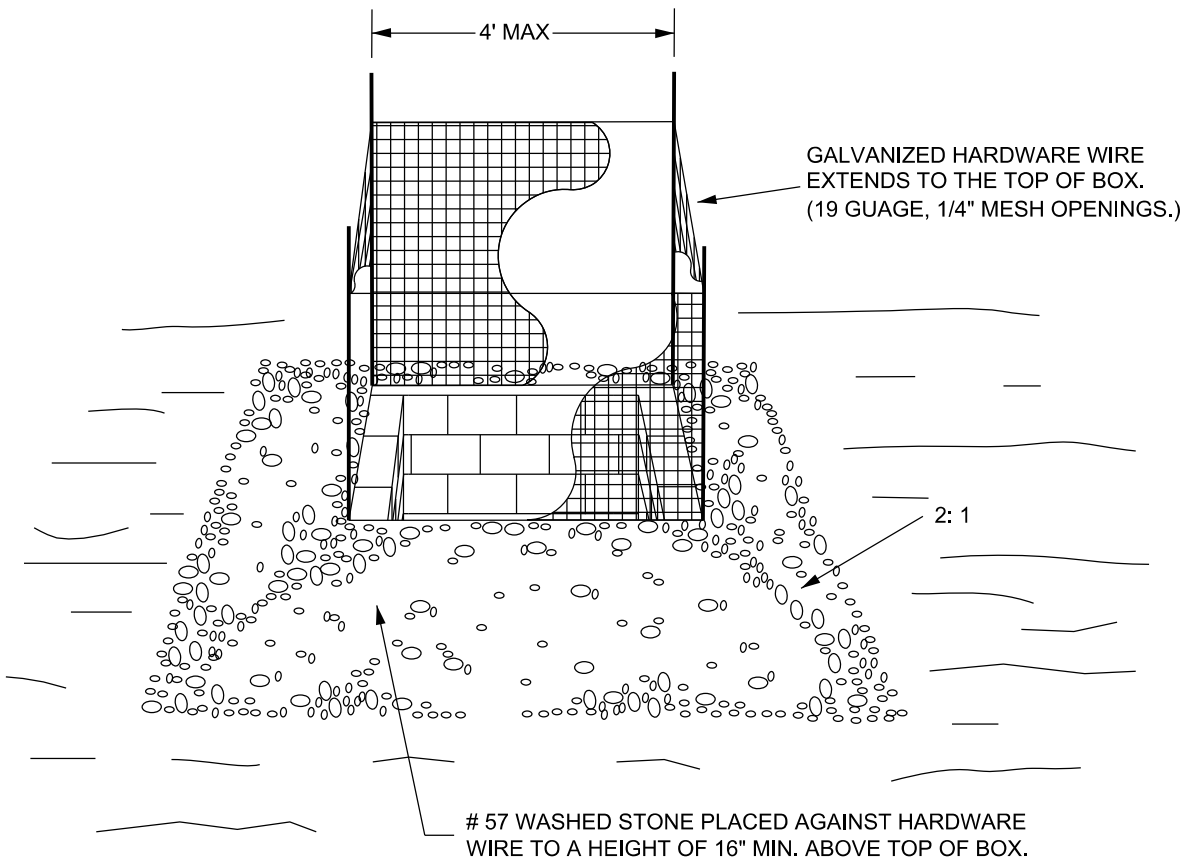 4' MAX
GALVANIZED HARDWARE WIRE
EXTENDS TO THE TOP OF BOX.
(19 GUAGE, 1/4" MESH OPENINGS.)
2: 1
# 57 WASHED STONE PLACED AGAINST HARDWARE
WIRE TO A HEIGHT OF 16" MIN. ABOVE TOP OF BOX.